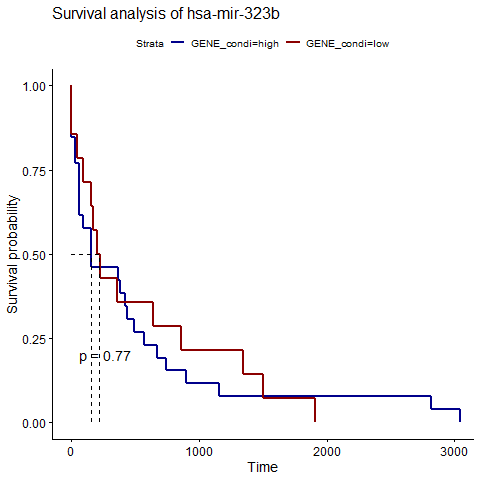 Survival analysis of hsa-mir-323b
Strata GENE_condi=high GENE_condi=low
1.00
0.75
0.50
0.25
0.00
Survival probability
p = 0.77
0 1000 2000 3000
Time